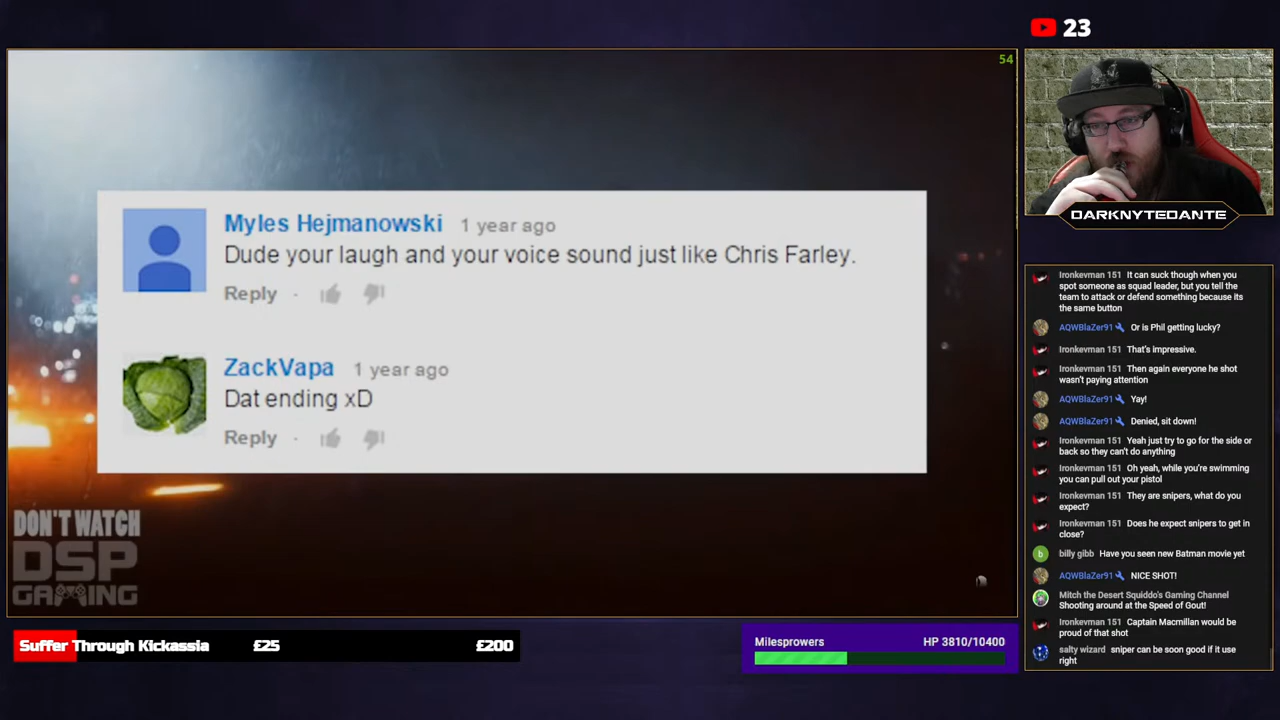 23
54
Myles Hejmanowski 1 year ago
Dude your laugh and your voice sound just like Chris Farley.
Reply ·
ZackVapa 1 year ago
Dat ending xD
Reply ·
DON'T WATCH
DSP
GAMING
DARKNYTEDANTE
Ironkevman 151 It can suck though when you
spot someone as squad leader, but you tell the
team to attack or defend something because its
the same button
AQWBlaZer91 Or is Phil getting lucky?
Ironkevman 151 That's impressive.
Ironkevman 151 Then again everyone he shot
wasn't paying attention
AQWBlaZer91 Yay!
AQWBlaZer91 Denied, sit down!
Ironkevman 151 Yeah just try to go for the side or
back so they can't do anything
Ironkevman 151 Oh yeah, while you're swimming
you can pull out your pistol
Ironkevman 151 They are snipers, what do you
expect?
Ironkevman 151 Does he expect snipers to get in
close?
b billy gibb Have you seen new Batman movie yet
AQWBlaZer91 NICE SHOT!
Mitch the Desert Squiddo's Gaming Channel
Shooting around at the Speed of Gout!
Ironkevman 151 Captain Macmillan would be
proud of that shot
salty wizard sniper can be soon good if it use
right
Suffer Through Kickassia £25 £200
Milesprowers HP 3810/10400